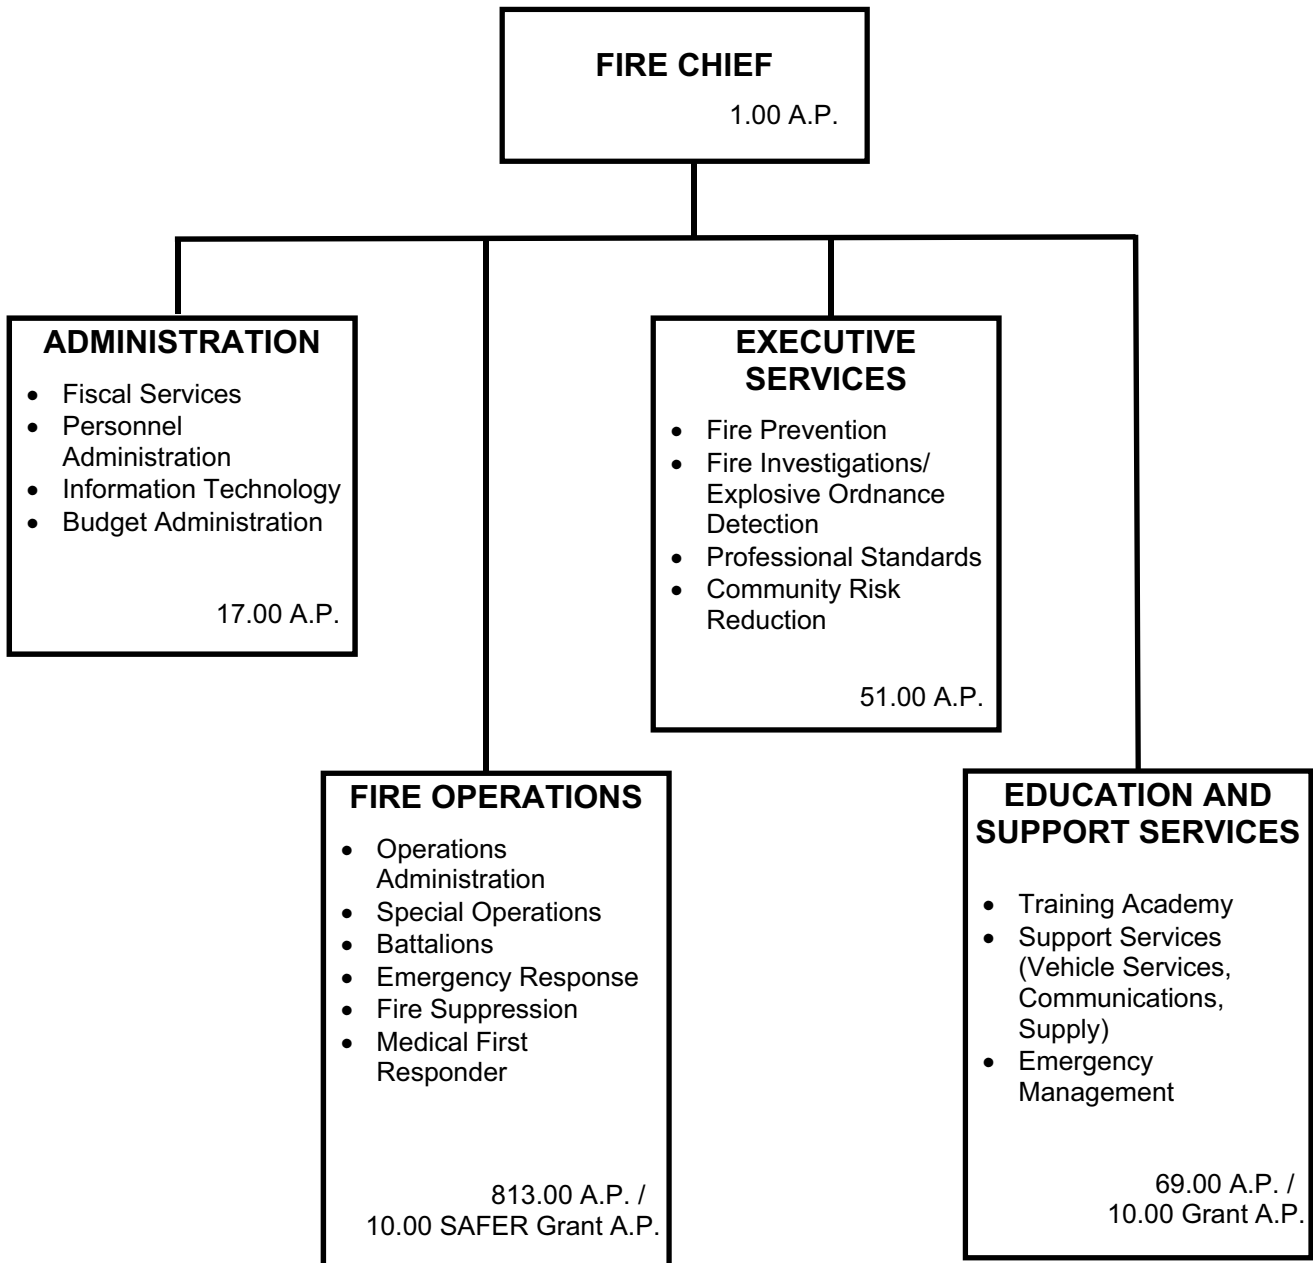 FIRE CHIEF
1.00 A.P.
ADMINISTRATION
• Fiscal Services
• Personnel
Administration
• Information Technology
• Budget Administration
17.00 A.P.
EXECUTIVE
SERVICES
• Fire Prevention
• Fire Investigations/
Explosive Ordnance
Detection
• Professional Standards
• Community Risk
Reduction
51.00 A.P.
FIRE OPERATIONS
• Operations
Administration
• Special Operations
• Battalions
• Emergency Response
• Fire Suppression
• Medical First
Responder
813.00 A.P. /
10.00 SAFER Grant A.P.
EDUCATION AND
SUPPORT SERVICES
• Training Academy
• Support Services
(Vehicle Services,
Communications,
Supply)
• Emergency
Management
69.00 A.P. /
10.00 Grant A.P.